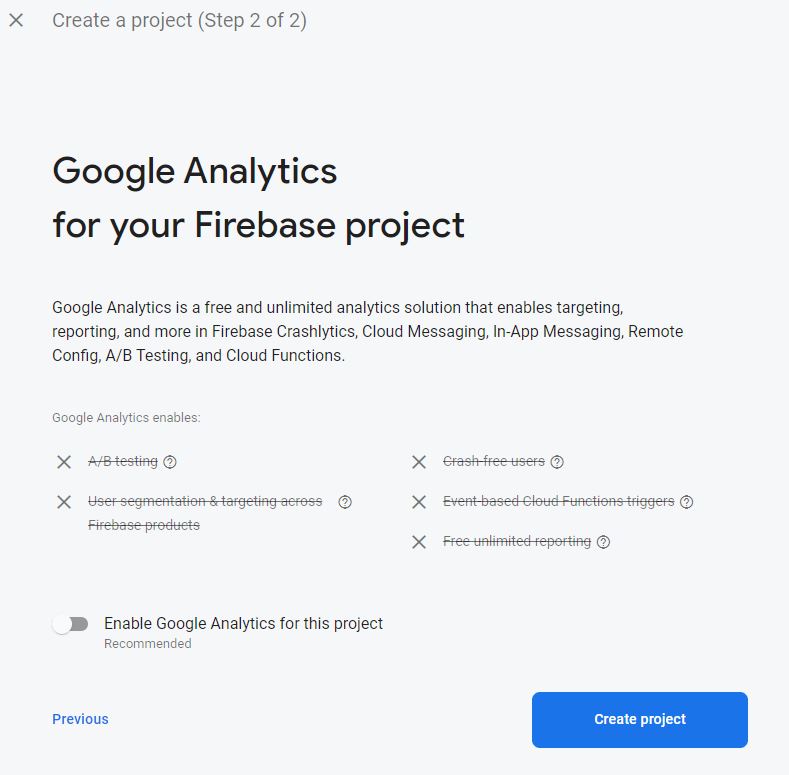 Create a project (Step 2 of 2)
Google Analytics
for your Firebase project
Google Analytics is a free and unlimited analytics solution that enables targeting,
reporting, and more in Firebase Crashlytics, Cloud Messaging, In-App Messaging, Remote
Config, A/B Testing, and Cloud Functions.
Google Analytics enables:
A/B testing
User segmentation & targeting across
Firebase products
Crash-free users
Event-based Cloud Functions triggers
Free unlimited reporting
Enable Google Analytics for this project
Recommended
Previous
Create project